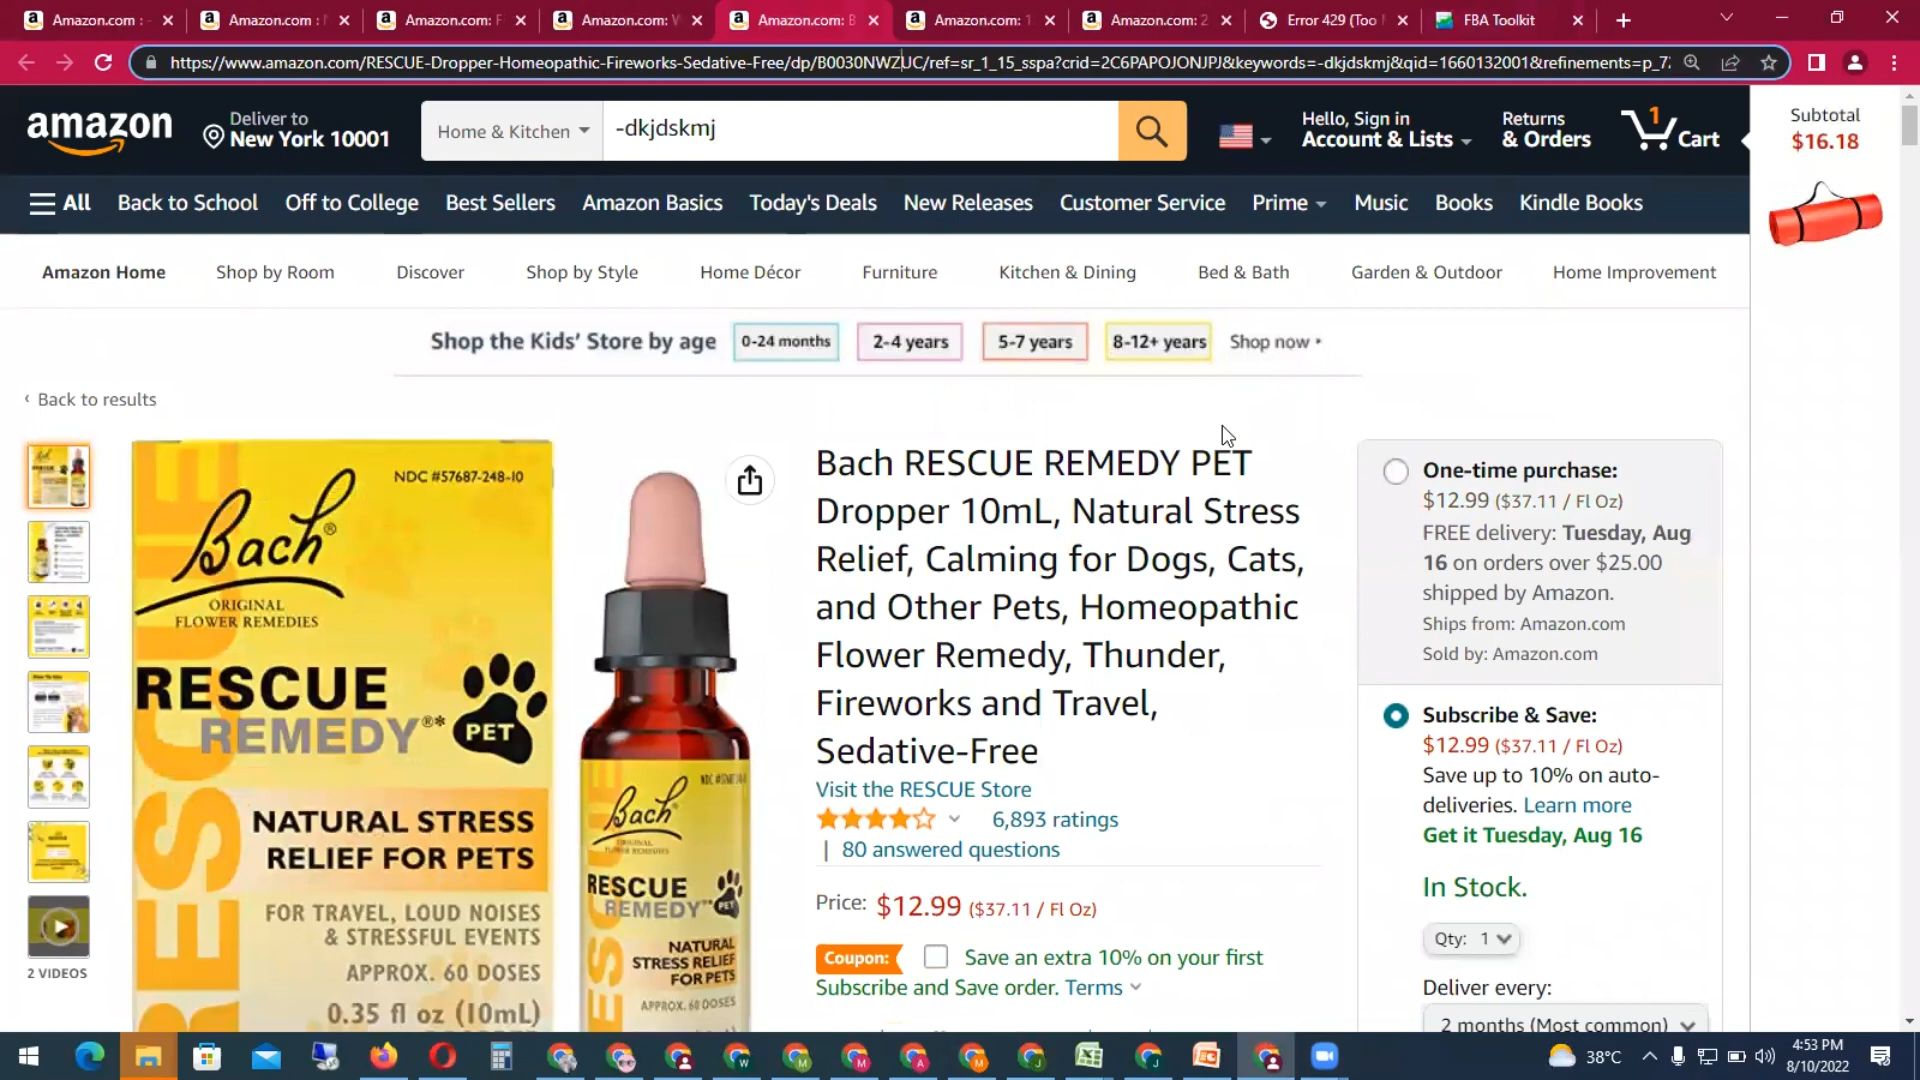 Amazon.com : -
Amazon.com :
Amazon.com: F
Amazon.com:
Amazon.com: B
Amazon.com: 1
Amazon.com: 2
Error 429 (Too
FBA Toolkit
https://www.amazon.com/RESCUE-Dropper-Homeopathic-Fireworks-Sedative-Free/dp/B0030NWZUC/ref=sr_1_15_sspa?crid=2C6PAPOJONJPJ&keywords=-dkjdskmj&qid=1660132001&refinements=p_7
amazon
Deliver to
New York 10001
Home & Kitchen
-dkjdskmj
Hello, Sign in
Account & Lists
Returns
& Orders
1
Cart
Subtotal
$16.18
All
Back to School
Off to College
Best Sellers
Amazon Basics
Today's Deals
New Releases
Customer Service
Prime
Music
Books
Kindle Books
Amazon Home
Shop by Room
Discover
Shop by Style
Home Décor
Furniture
Kitchen & Dining
Bed & Bath
Garden & Outdoor
Home Improvement
Shop the Kids' Store by age
0-24 months
2-4 years
5-7 years
8-12+ years
Shop now
‹ Back to results
2 VIDEOS
NDC #57687-248-10
Bach®
ORIGINAL
FLOWER REMEDIES
RESCUE
RESCUE
REMEDY®*
PET
NATURAL STRESS
RELIEF FOR PETS
FOR TRAVEL, LOUD NOISES
& STRESSFUL EVENTS
APPROX. 60 DOSES
0.35 fl oz (10mL)
Bach
ORIGINAL
FLOWER REMEDIES
RESCUE
REMEDY
PET
NATURAL
STRESS RELIEF
FOR PETS
APPROX. 60 DOSES
Bach RESCUE REMEDY PET
Dropper 10mL, Natural Stress
Relief, Calming for Dogs, Cats,
and Other Pets, Homeopathic
Flower Remedy, Thunder,
Fireworks and Travel,
Sedative-Free
Visit the RESCUE Store
6,893 ratings
| 80 answered questions
Price: $12.99 ($37.11 / Fl Oz)
Coupon: Save an extra 10% on your first
Subscribe and Save order. Terms
One-time purchase:
$12.99 ($37.11 / Fl Oz)
FREE delivery: Tuesday, Aug
16 on orders over $25.00
shipped by Amazon.
Ships from: Amazon.com
Sold by: Amazon.com
Subscribe & Save:
$12.99 ($37.11 / Fl Oz)
Save up to 10% on auto-
deliveries. Learn more
Get it Tuesday, Aug 16
In Stock.
Qty: 1
Deliver every:
2 months (Most common)
38°C
4:53 PM
8/10/2022